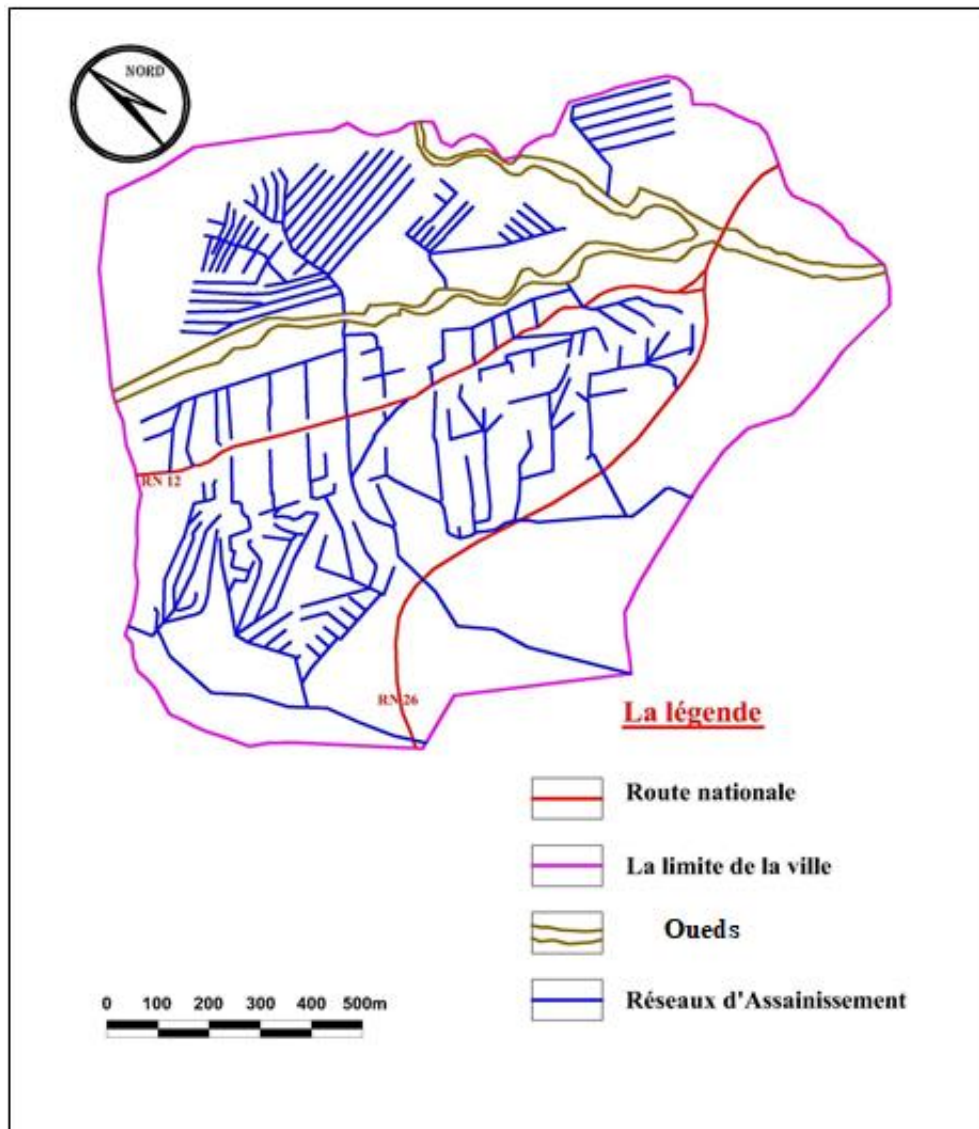 NORD
RN 12
RN 26
La légende
Route nationale
La limite de la ville
Oueds
Réseaux d'Assainissement
0 100 200 300 400 500m